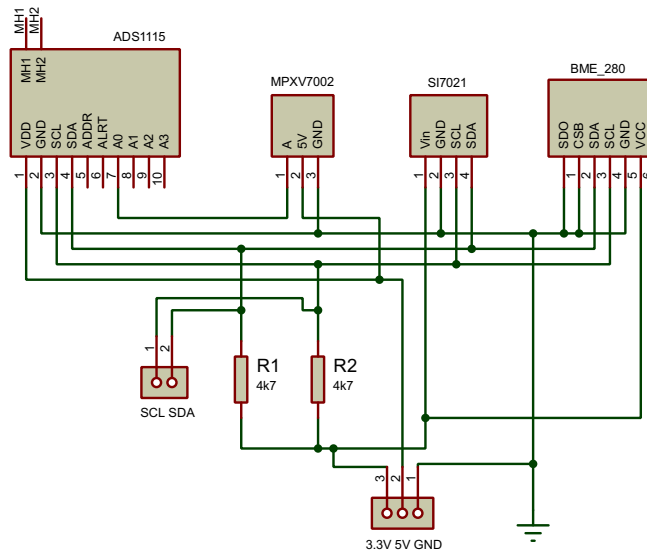 MH1
MH2
ADS1115
MH1
MH2
VDD
GND
SCL
SDA
ADDR
ALRT
A0
A1
A2
A3
1
2
3
4
5
6
7
8
9
10
MPXV7002
A
5V
GND
1
2
3
SI7021
Vin
GND
SCL
SDA
1
2
3
4
BME_280
SDO
CSB
SDA
SCL
GND
VCC
1
2
3
4
5
6
1
2
SCL SDA
R1
4k7
R2
4k7
3
2
1
3.3V 5V GND